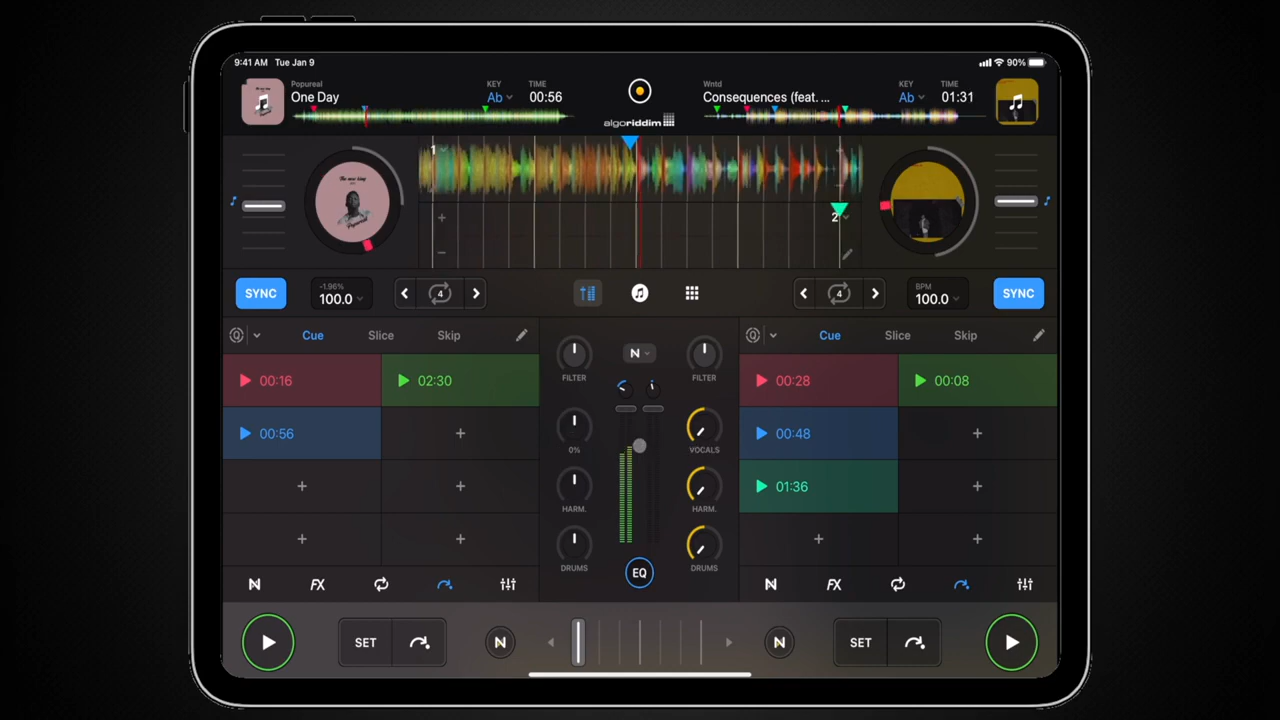 9:41 AM Tue Jan 9
90%
Popureal
One Day
KEY
Ab
TIME
00:56
algoriddim
Wntd
Consequences (feat. ...
KEY
Ab
TIME
01:31
1
2
SYNC
-1.96%
100.0
4
4
BPM
100.0
SYNC
Cue Slice Skip
N
Cue Slice Skip
00:16 02:30
FILTER
FILTER
00:28 00:08
00:56
0%
VOCALS
00:48
HARM.
HARM.
01:36
DRUMS
EQ
DRUMS
N FX
N FX
SET
N
N
SET